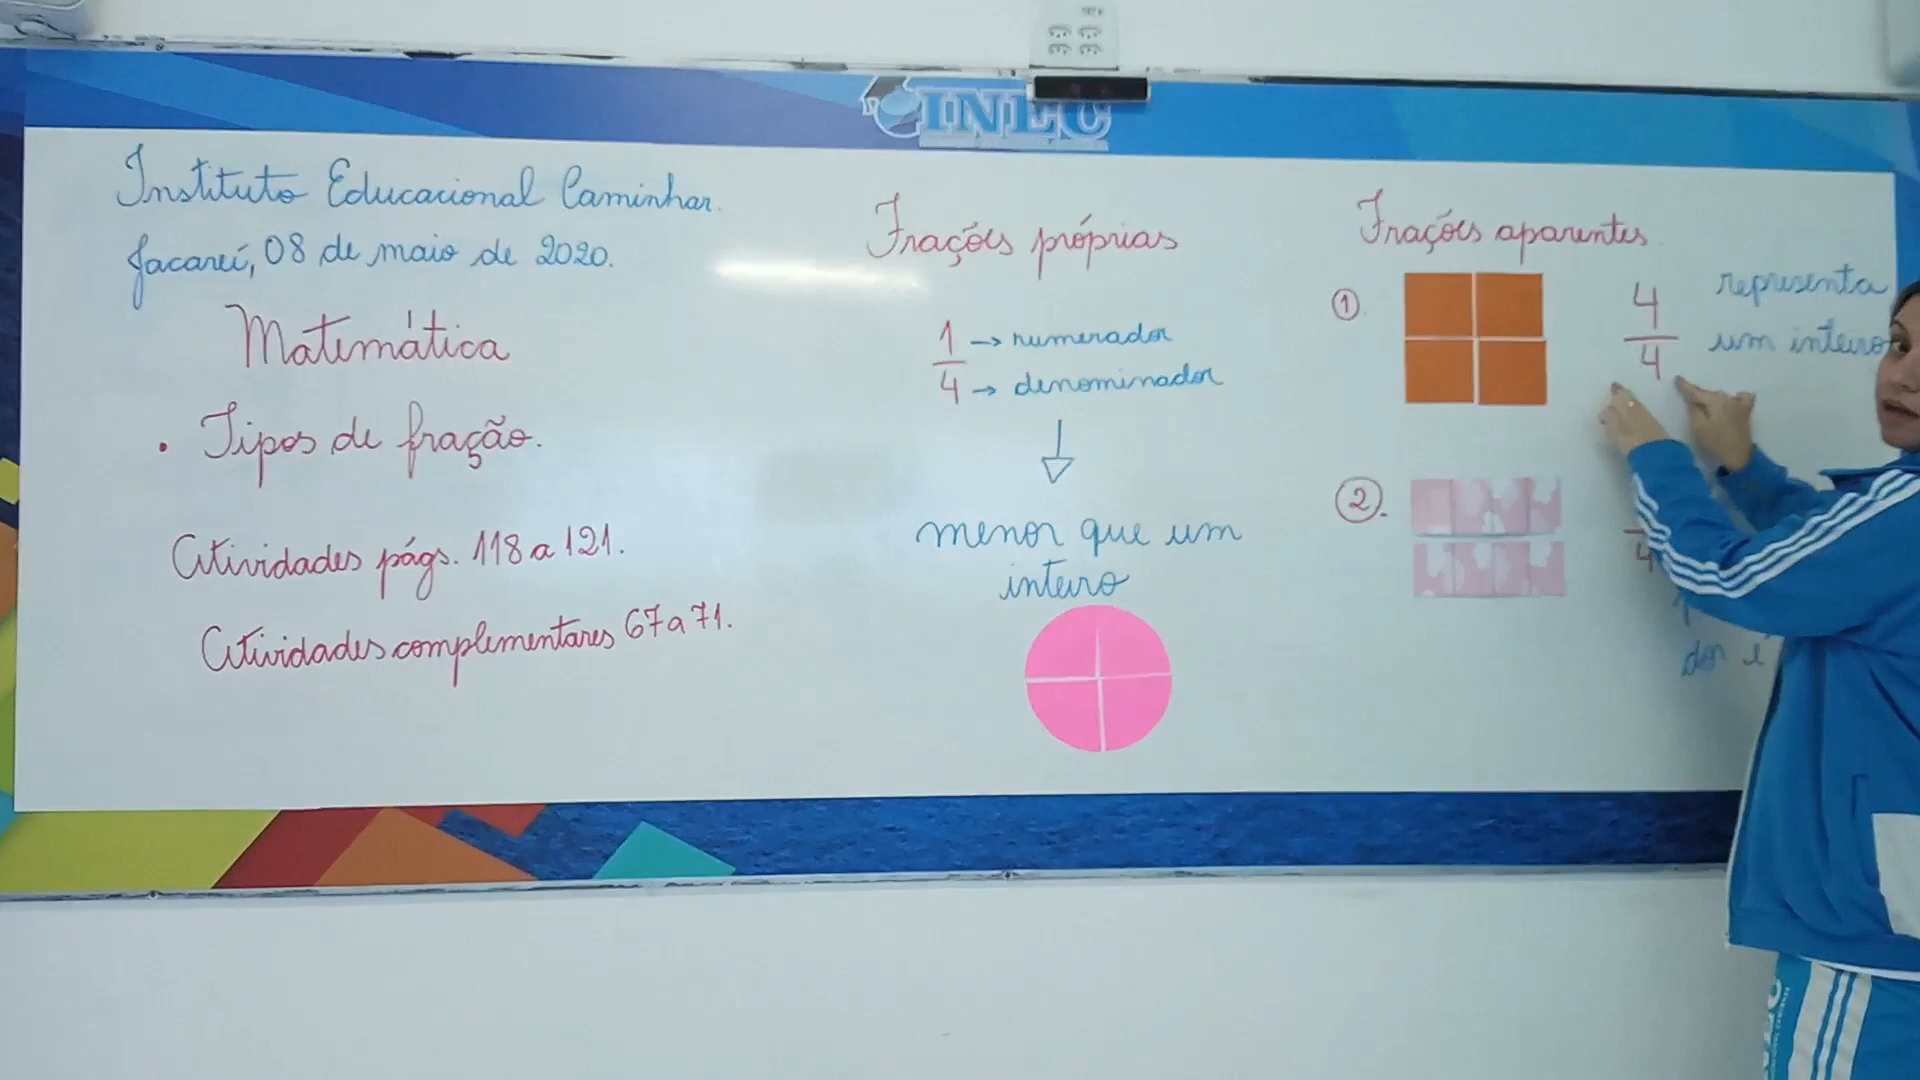 INEC
Instituto Educacional Caminhar.
Jacareí, 08 de maio de 2020.
Matemática
• Tipos de fração.
Atividades págs. 118 a 121.
Atividades complementares 67 a 71.
Frações próprias
1 → numerador
4 → denominador
menor que um
inteiro
Frações aparentes
1
4
4
representa
um inteiro
2.
4
dor e